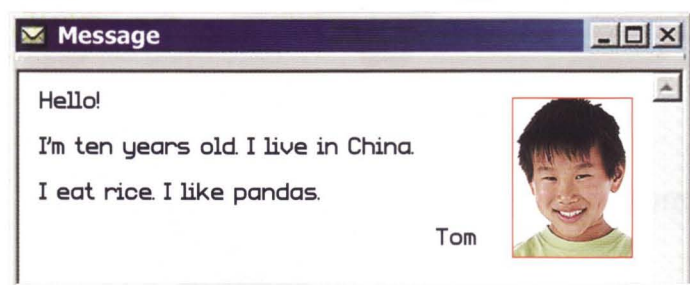 Message
Hello!
I'm ten years old. I live in China.
I eat rice. I like pandas.
Tom